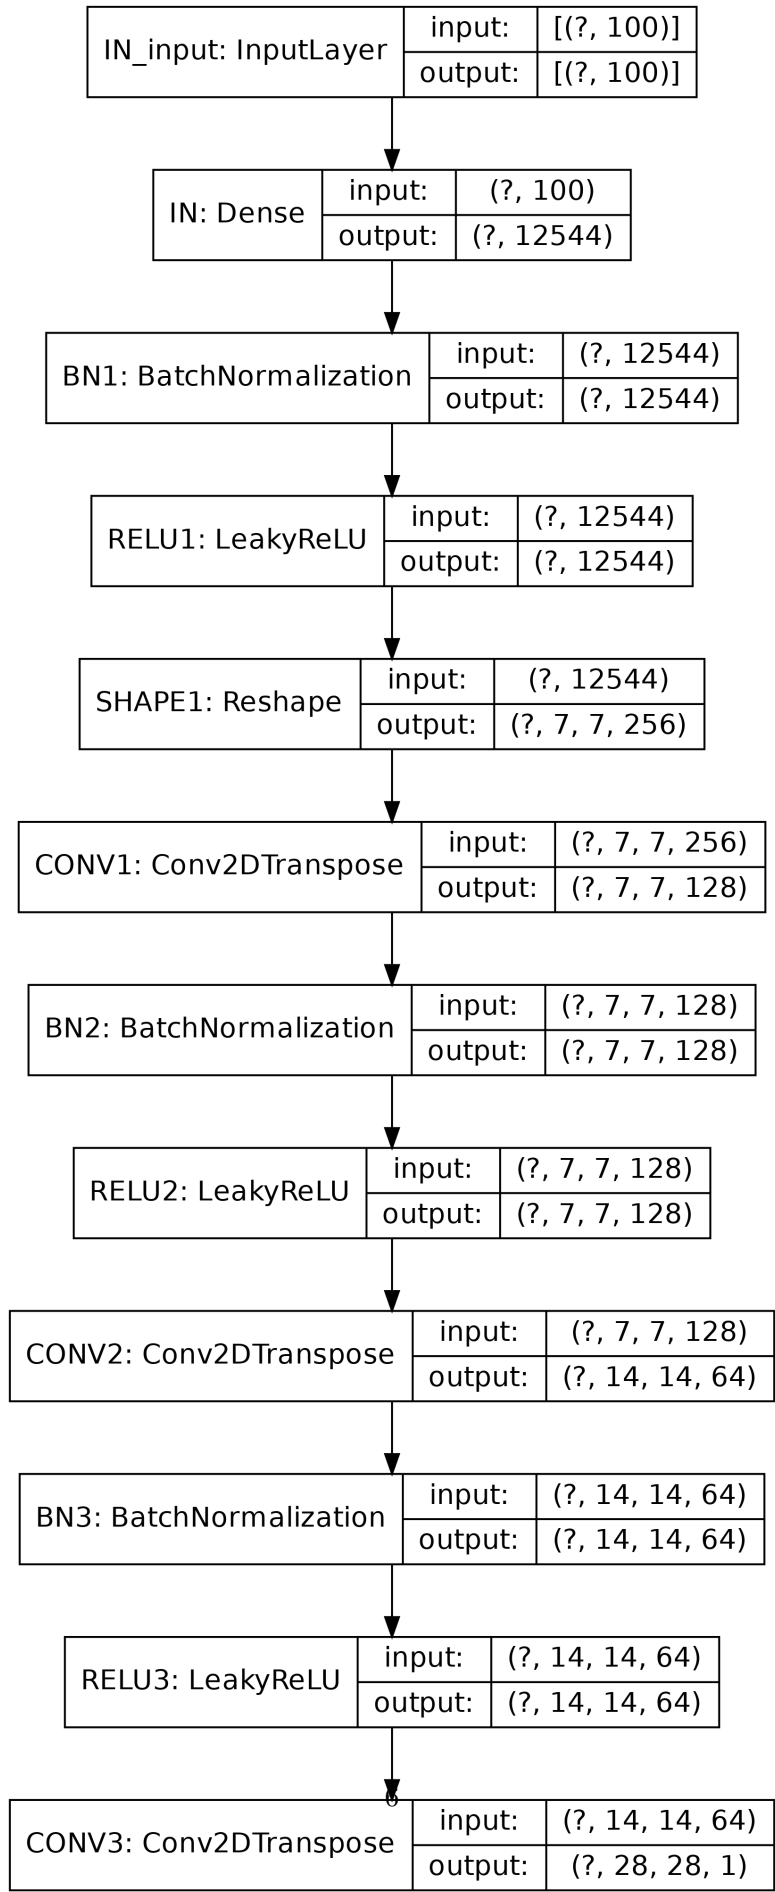 IN_input: InputLayer
input: [(?, 100)]
output: [(?, 100)]
IN: Dense
input: (?, 100)
output: (?, 12544)
BN1: BatchNormalization
input: (?, 12544)
output: (?, 12544)
RELU1: LeakyReLU
input: (?, 12544)
output: (?, 12544)
SHAPE1: Reshape
input: (?, 12544)
output: (?, 7, 7, 256)
CONV1: Conv2DTranspose
input: (?, 7, 7, 256)
output: (?, 7, 7, 128)
BN2: BatchNormalization
input: (?, 7, 7, 128)
output: (?, 7, 7, 128)
RELU2: LeakyReLU
input: (?, 7, 7, 128)
output: (?, 7, 7, 128)
CONV2: Conv2DTranspose
input: (?, 7, 7, 128)
output: (?, 14, 14, 64)
BN3: BatchNormalization
input: (?, 14, 14, 64)
output: (?, 14, 14, 64)
RELU3: LeakyReLU
input: (?, 14, 14, 64)
output: (?, 14, 14, 64)
6
CONV3: Conv2DTranspose
input: (?, 14, 14, 64)
output: (?, 28, 28, 1)